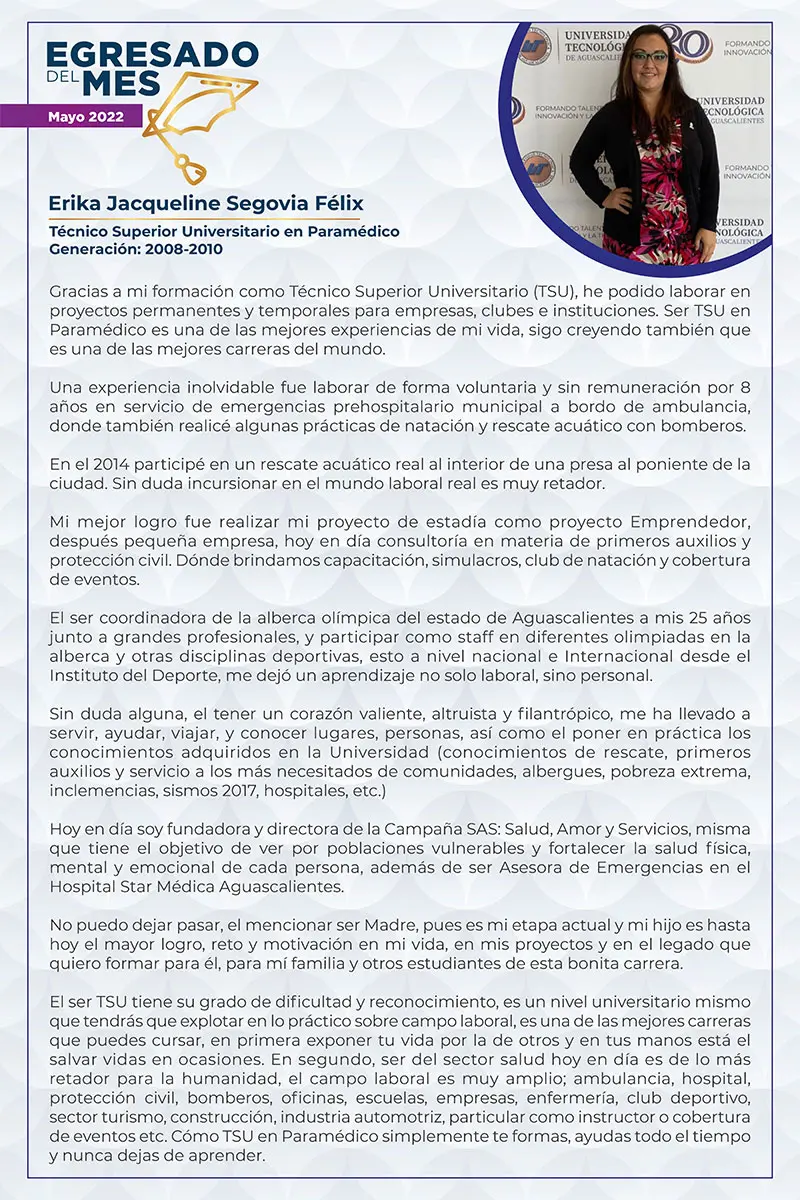 EGRESADO
DEL MES
Mayo 2022
UNIVERSIDAD
TECNOLÓGICA
DE AGUASCALIENTES
FORMANDO
INNOVACIÓN
FORMANDO TALEN
INNOVACIÓN Y LA
UNIVERSIDAD
TECNOLÓGICA
AGUASCALIENTES
FORMANDO
INNOVACIÓN
VERSIDAD
NOLÓGICA
UASCALIENTES
Erika Jacqueline Segovia Félix
Técnico Superior Universitario en Paramédico
Generación: 2008-2010
Gracias a mi formación como Técnico Superior Universitario (TSU), he podido laborar en
proyectos permanentes y temporales para empresas, clubes e instituciones. Ser TSU en
Paramédico es una de las mejores experiencias de mi vida, sigo creyendo también que
es una de las mejores carreras del mundo.
Una experiencia inolvidable fue laborar de forma voluntaria y sin remuneración por 8
años en servicio de emergencias prehospitalario municipal a bordo de ambulancia,
donde también realicé algunas prácticas de natación y rescate acuático con bomberos.
En el 2014 participé en un rescate acuático real al interior de una presa al poniente de la
ciudad. Sin duda incursionar en el mundo laboral real es muy retador.
Mi mejor logro fue realizar mi proyecto de estadía como proyecto Emprendedor,
después pequeña empresa, hoy en día consultoría en materia de primeros auxilios y
protección civil. Dónde brindamos capacitación, simulacros, club de natación y cobertura
de eventos.
El ser coordinadora de la alberca olímpica del estado de Aguascalientes a mis 25 años
junto a grandes profesionales, y participar como staff en diferentes olimpiadas en la
alberca y otras disciplinas deportivas, esto a nivel nacional e Internacional desde el
Instituto del Deporte, me dejó un aprendizaje no solo laboral, sino personal.
Sin duda alguna, el tener un corazón valiente, altruista y filantrópico, me ha llevado a
servir, ayudar, viajar, y conocer lugares, personas, así como el poner en práctica los
conocimientos adquiridos en la Universidad (conocimientos de rescate, primeros
auxilios y servicio a los más necesitados de comunidades, albergues, pobreza extrema,
inclemencias, sismos 2017, hospitales, etc.)
Hoy en día soy fundadora y directora de la Campaña SAS: Salud, Amor y Servicios, misma
que tiene el objetivo de ver por poblaciones vulnerables y fortalecer la salud física,
mental y emocional de cada persona, además de ser Asesora de Emergencias en el
Hospital Star Médica Aguascalientes.
No puedo dejar pasar, el mencionar ser Madre, pues es mi etapa actual y mi hijo es hasta
hoy el mayor logro, reto y motivación en mi vida, en mis proyectos y en el legado que
quiero formar para él, para mí familia y otros estudiantes de esta bonita carrera.
El ser TSU tiene su grado de dificultad y reconocimiento, es un nivel universitario mismo
que tendrás que explotar en lo práctico sobre campo laboral, es una de las mejores carreras
que puedes cursar, en primera exponer tu vida por la de otros y en tus manos está el
salvar vidas en ocasiones. En segundo, ser del sector salud hoy en día es de lo más
retador para la humanidad, el campo laboral es muy amplio; ambulancia, hospital,
protección civil, bomberos, oficinas, escuelas, empresas, enfermería, club deportivo,
sector turismo, construcción, industria automotriz, particular como instructor o cobertura
de eventos etc. Cómo TSU en Paramédico simplemente te formas, ayudas todo el tiempo
y nunca dejas de aprender.